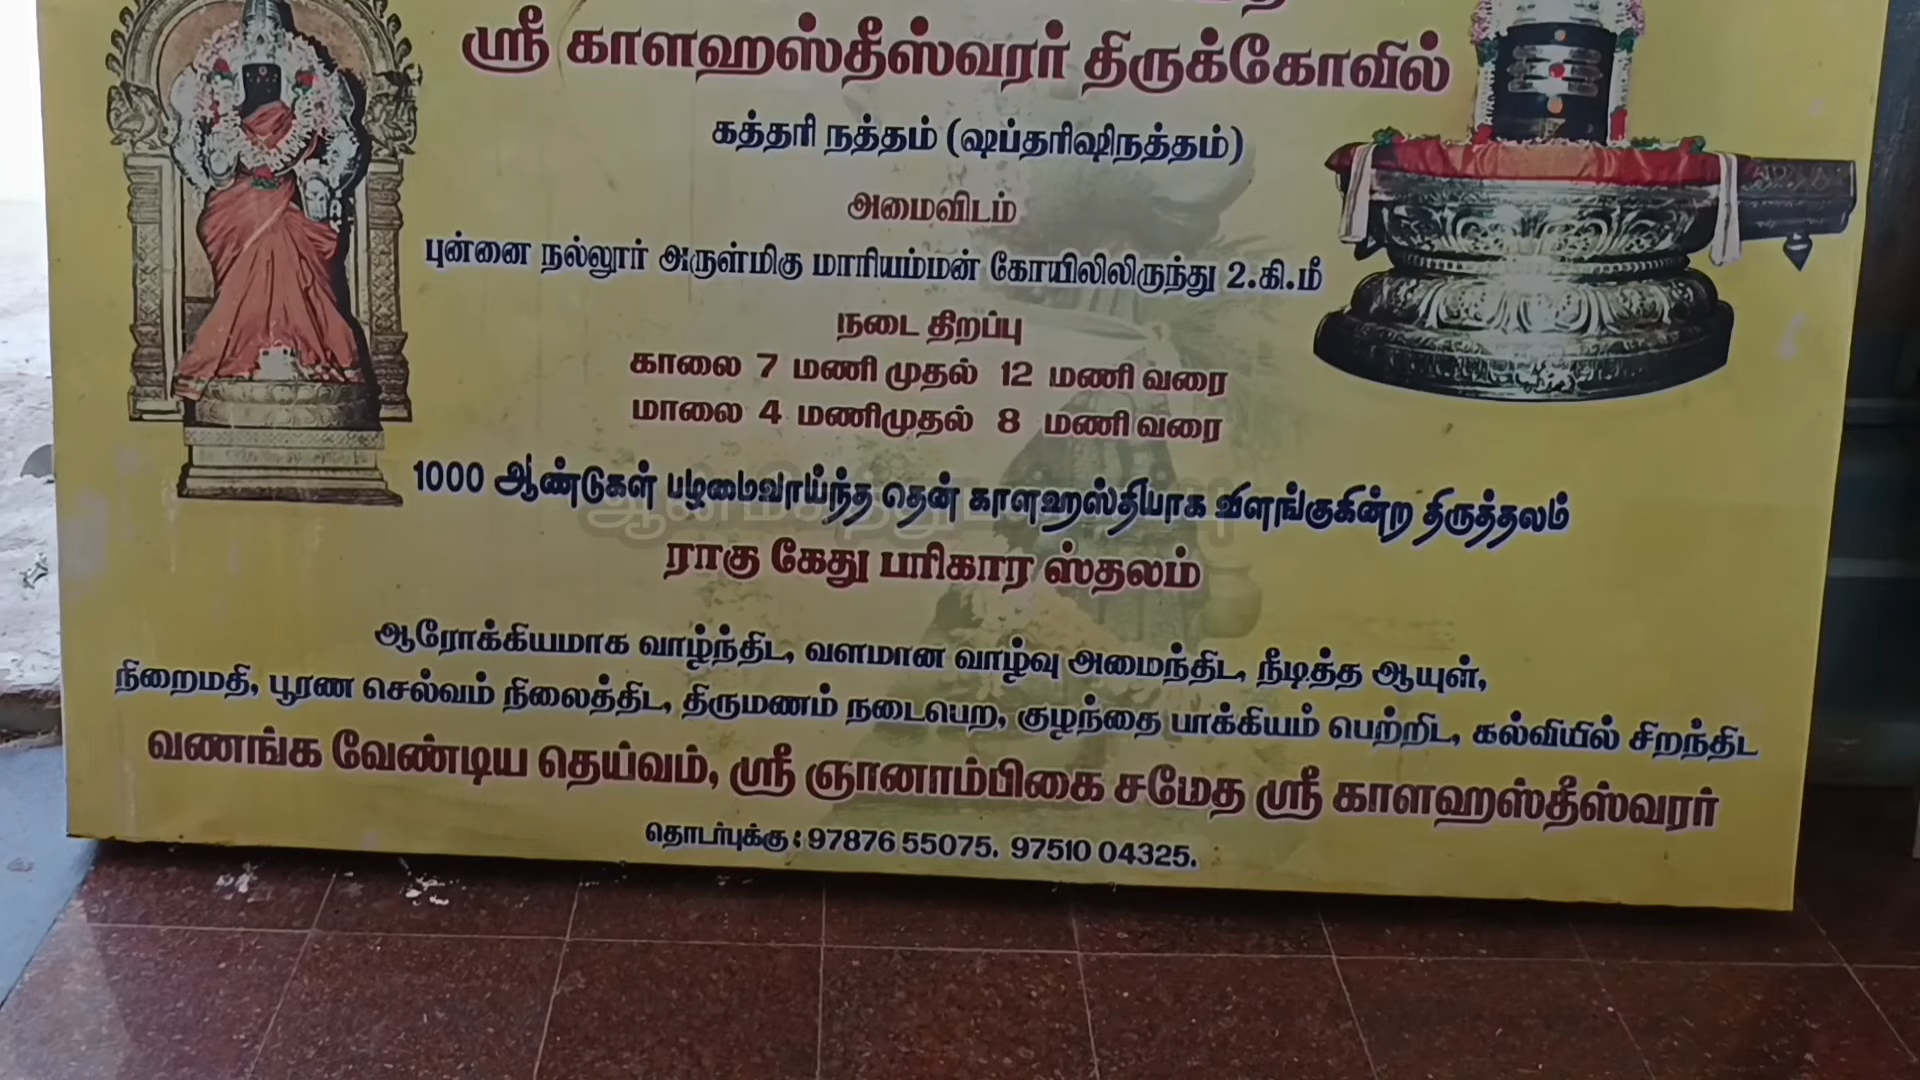 ஸ்ரீ காளஹஸ்தீஸ்வரர் திருக்கோவில்
கத்தரி நத்தம் (ஷப்தரிஷிநத்தம்)
அமைவிடம்
புன்னை நல்லூர் அருள்மிகு மாரியம்மன் கோயிலிலிருந்து 2.கி.மீ
நடை திறப்பு
காலை 7 மணி முதல் 12 மணி வரை
மாலை 4 மணிமுதல் 8 மணி வரை
1000 ஆண்டுகள் பழமைவாய்ந்த தென் காளஹஸ்தியாக விளங்குகின்ற திருத்தலம்
ராகு கேது பரிகார ஸ்தலம்
ஆரோக்கியமாக வாழ்ந்திட, வளமான வாழ்வு அமைந்திட, நீடித்த ஆயுள்,
நிறைமதி, பூரண செல்வம் நிலைத்திட, திருமணம் நடைபெற, குழந்தை பாக்கியம் பெற்றிட, கல்வியில் சிறந்திட
வணங்க வேண்டிய தெய்வம், ஸ்ரீ ஞானாம்பிகை சமேத ஸ்ரீ காளஹஸ்தீஸ்வரர்
தொடர்புக்கு : 97876 55075. 97510 04325.